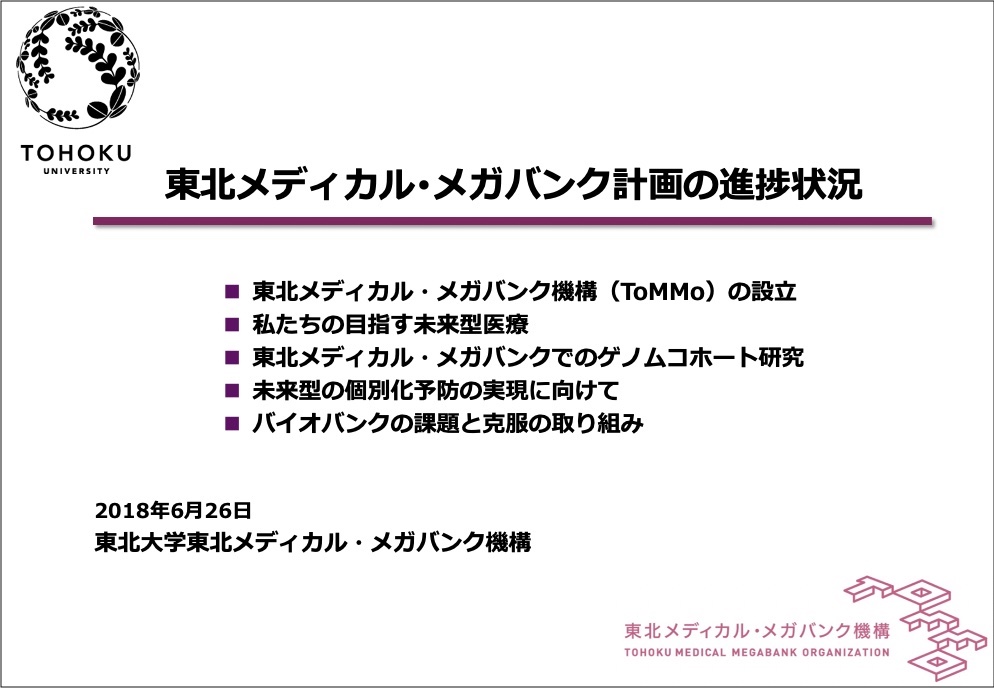 TOHOKU
UNIVERSITY
東北メディカル・メガバンク計画の進捗状況
■ 東北メディカル・メガバンク機構（ToMMo）の設立
■ 私たちの目指す未来型医療
■ 東北メディカル・メガバンクでのゲノムコホート研究
■ 未来型の個別化予防の実現に向けて
■ バイオバンクの課題と克服の取り組み
2018年6月26日
東北大学東北メディカル・メガバンク機構
東北メディカル・メガバンク機構
TOHOKU MEDICAL MEGABANK ORGANIZATION